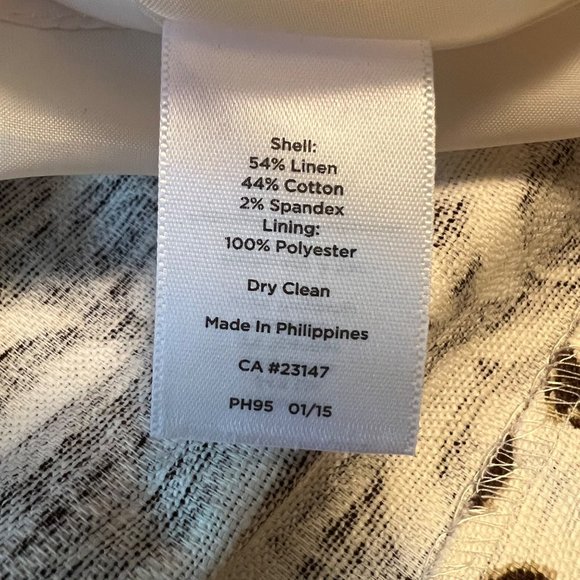 Shell:
54% Linen
44% Cotton
2% Spandex
Lining:
100% Polyester
Dry Clean
Made In Philippines
CA #23147
PH95 01/15